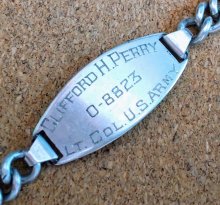 CLIFFORD H. PERRY
O-8823
LT. COL. U.S. ARMY